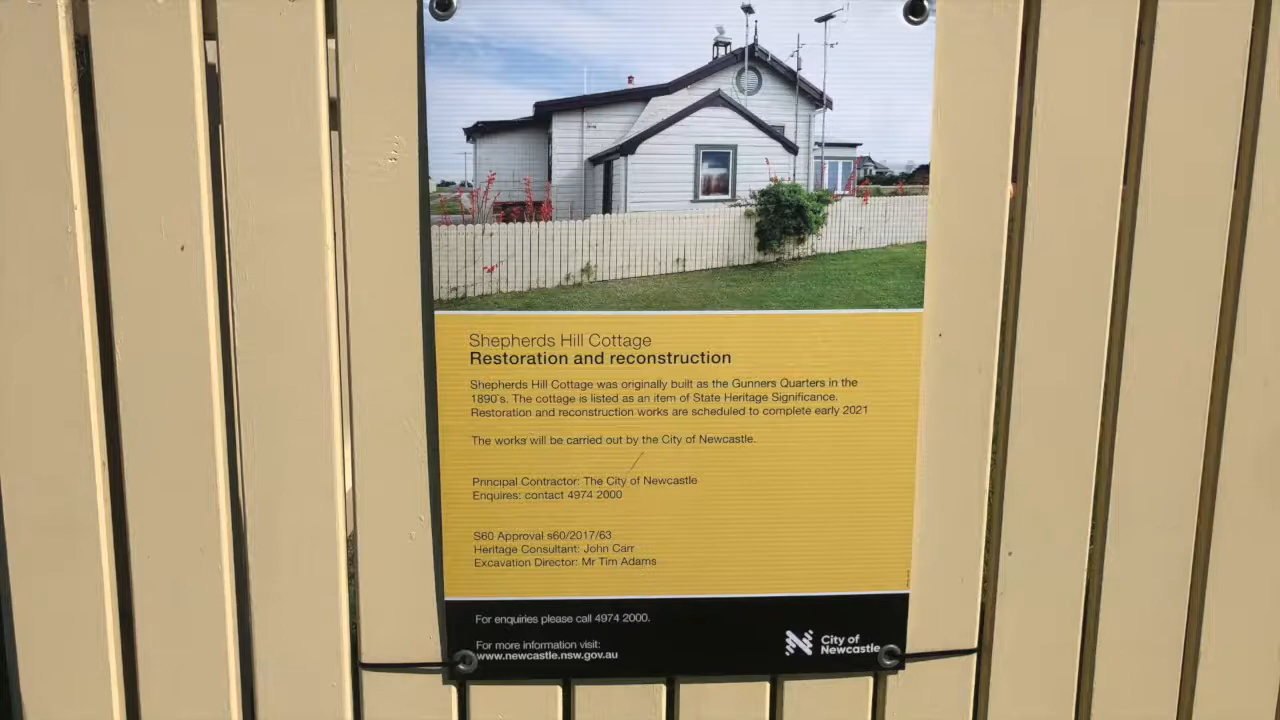 Shepherds Hill Cottage
Restoration and reconstruction
Shepherds Hill Cottage was originally built as the Gunners Quarters in the
1890's. The cottage is listed as an item of State Heritage Significance.
Restoration and reconstruction works are scheduled to complete early 2021
The works will be carried out by the City of Newcastle.
Principal Contractor: The City of Newcastle
Enquires: contact 4974 2000
S60 Approval s60/2017/63
Heritage Consultant: John Carr
Excavation Director: Mr Tim Adams
For enquiries please call 4974 2000.
For more information visit:
www.newcastle.nsw.gov.au
City of
Newcastle